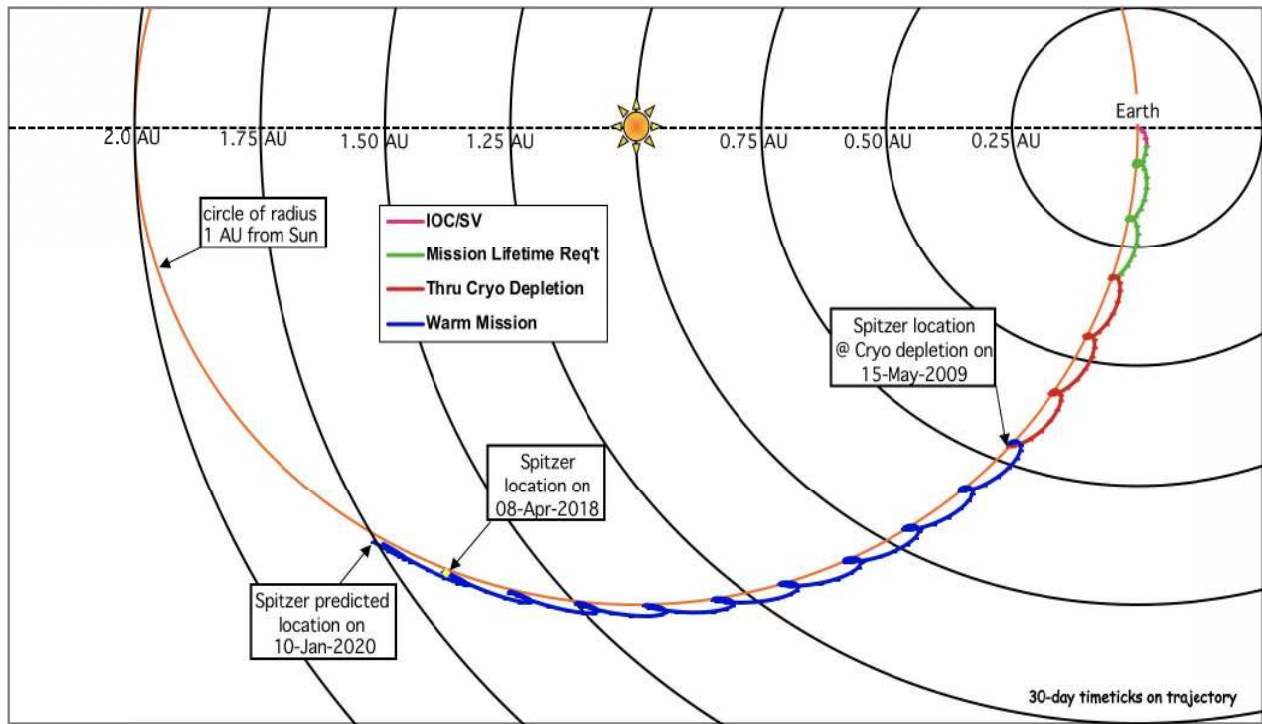 Earth
2.0 AU
1.75 AU
1.50 AU
1.25 AU
0.75 AU
0.50 AU
0.25 AU
circle of radius
1 AU from Sun
IOC/SV
Mission Lifetime Req't
Thru Cryo Depletion
Warm Mission
Spitzer location
@ Cryo depletion on
15-May-2009
Spitzer
location on
08-Apr-2018
Spitzer predicted
location on
10-Jan-2020
30-day timeticks on trajectory